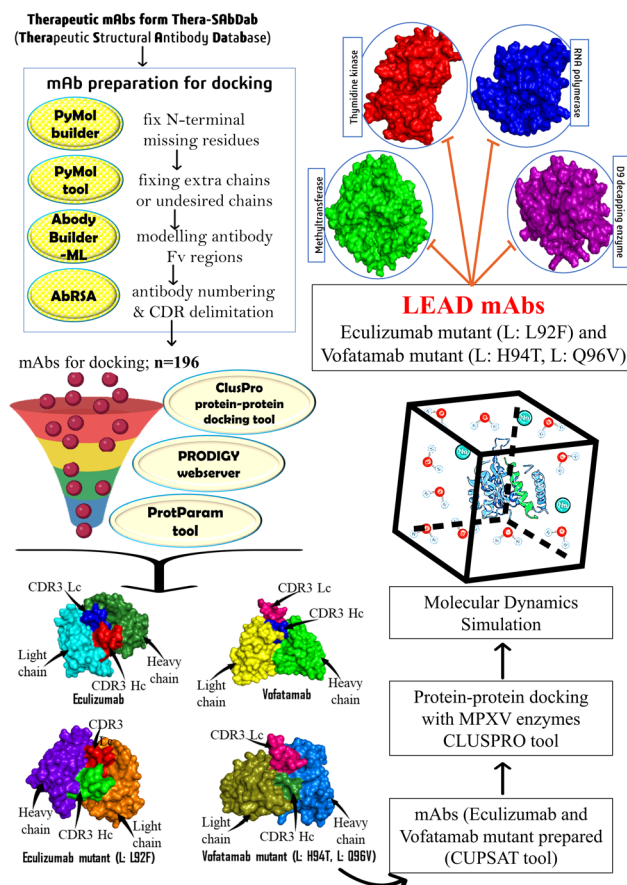 Therapeutic mAbs form Thera-SAbDab
(Therapeutic Structural Antibody Database)
mAb preparation for docking
PyMol
builder
fix N-terminal
missing residues
PyMol
tool
fixing extra chains
or undesired chains
Abody
Builder
-ML
modelling antibody
Fv regions
AbRSA
antibody numbering
& CDR delimitation
mAbs for docking; n=196
ClusPro
protein-protein
docking tool
PRODIGY
webserver
ProtParam
tool
CDR3 Lc
Light
chain
CDR3 Hc
Heavy
chain
Eculizumab
CDR3 Lc
CDR3 Hc
Light
chain
Heavy
chain
Vofatamab
CDR3
Lc
Heavy
chain
CDR3 Hc
Light
chain
Eculizumab mutant (L: L92F)
CDR3 Lc
Light
chain
CDR3 Hc
Heavy
chain
Vofatamab mutant (L: H94T, L: Q96V)
Thymidine kinase
RNA polymerase
Methyltransferase
D9 decapping enzyme
LEAD mAbs
Eculizumab mutant (L: L92F) and
Vofatamab mutant (L: H94T, L: Q96V)
Molecular Dynamics
Simulation
Protein-protein docking
with MPXV enzymes
CLUSPRO tool
mAbs (Eculizumab and
Vofatamab mutant prepared
(CUPSAT tool)